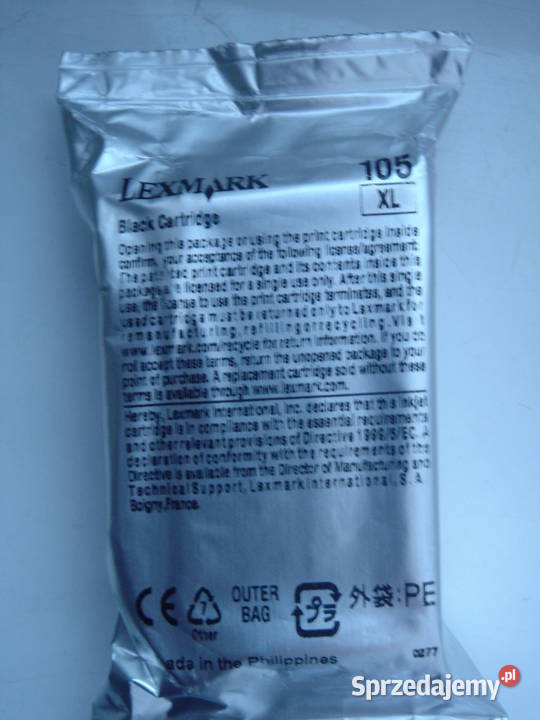 LEXMARK
105
XL
Black Cartridge
Opening this package or using the print cartridge inside
confirm, your acceptance of the following license/agreement.
The patented print cartridge and its contents inside this
package are licensed for a single use only. After this single
use, the license to use the print cartridge terminates, and the
used cartridge must be returned only to Lexmark for
remanufacturing, refilling or recycling. Visit
www.lexmark.com/recycle for return information. If you do
not accept these terms, return the unopened package to your
point of purchase. A replacement cartridge sold without these
terms is available through www.lexmark.com.
Hereby, Lexmark International, Inc. declares that this inkjet
cartridge is in compliance with the essential requirements
and other relevant provisions of Directive 1999/5/EC. A
declaration of conformity with the requirements of the
Directive is available from the Director of Manufacturing and
Technical Support, Lexmark International, S. A.
Boigny, France.
CE
7
Other
OUTER
BAG
プラ
外袋:PE
ade in the Philippines
0277
Sprzedajemy.pl